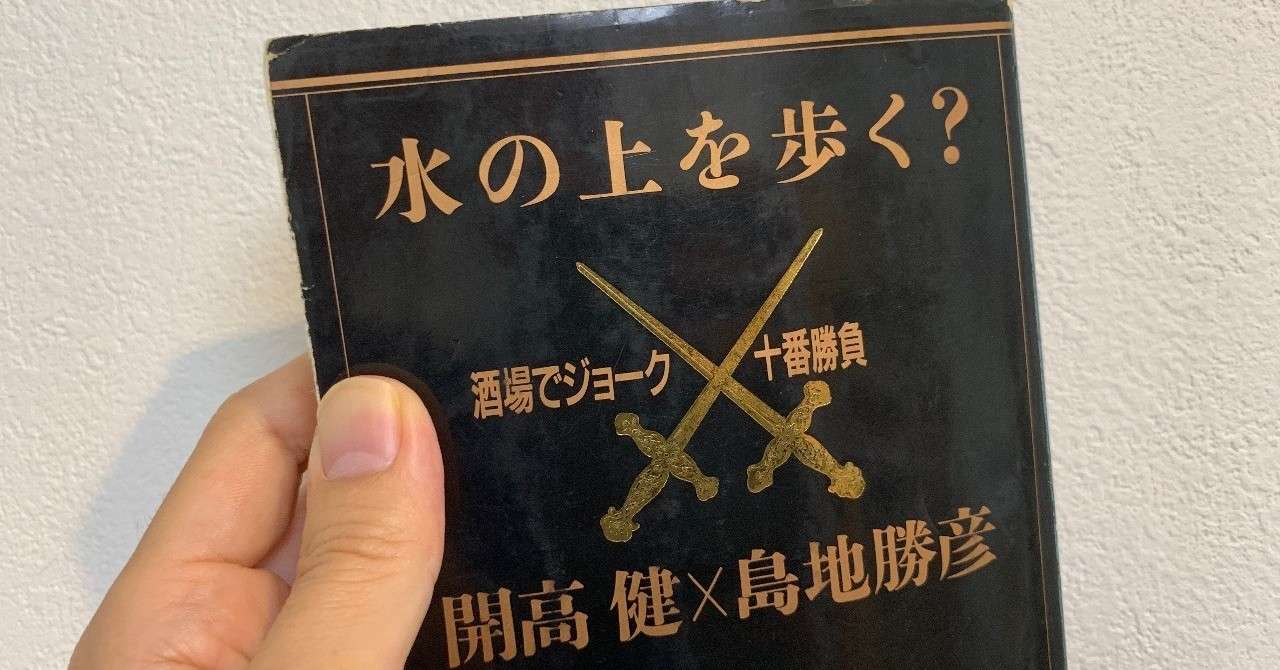 水の上を歩く?
酒場でジョーク 十番勝負
開高 健×島地勝彦